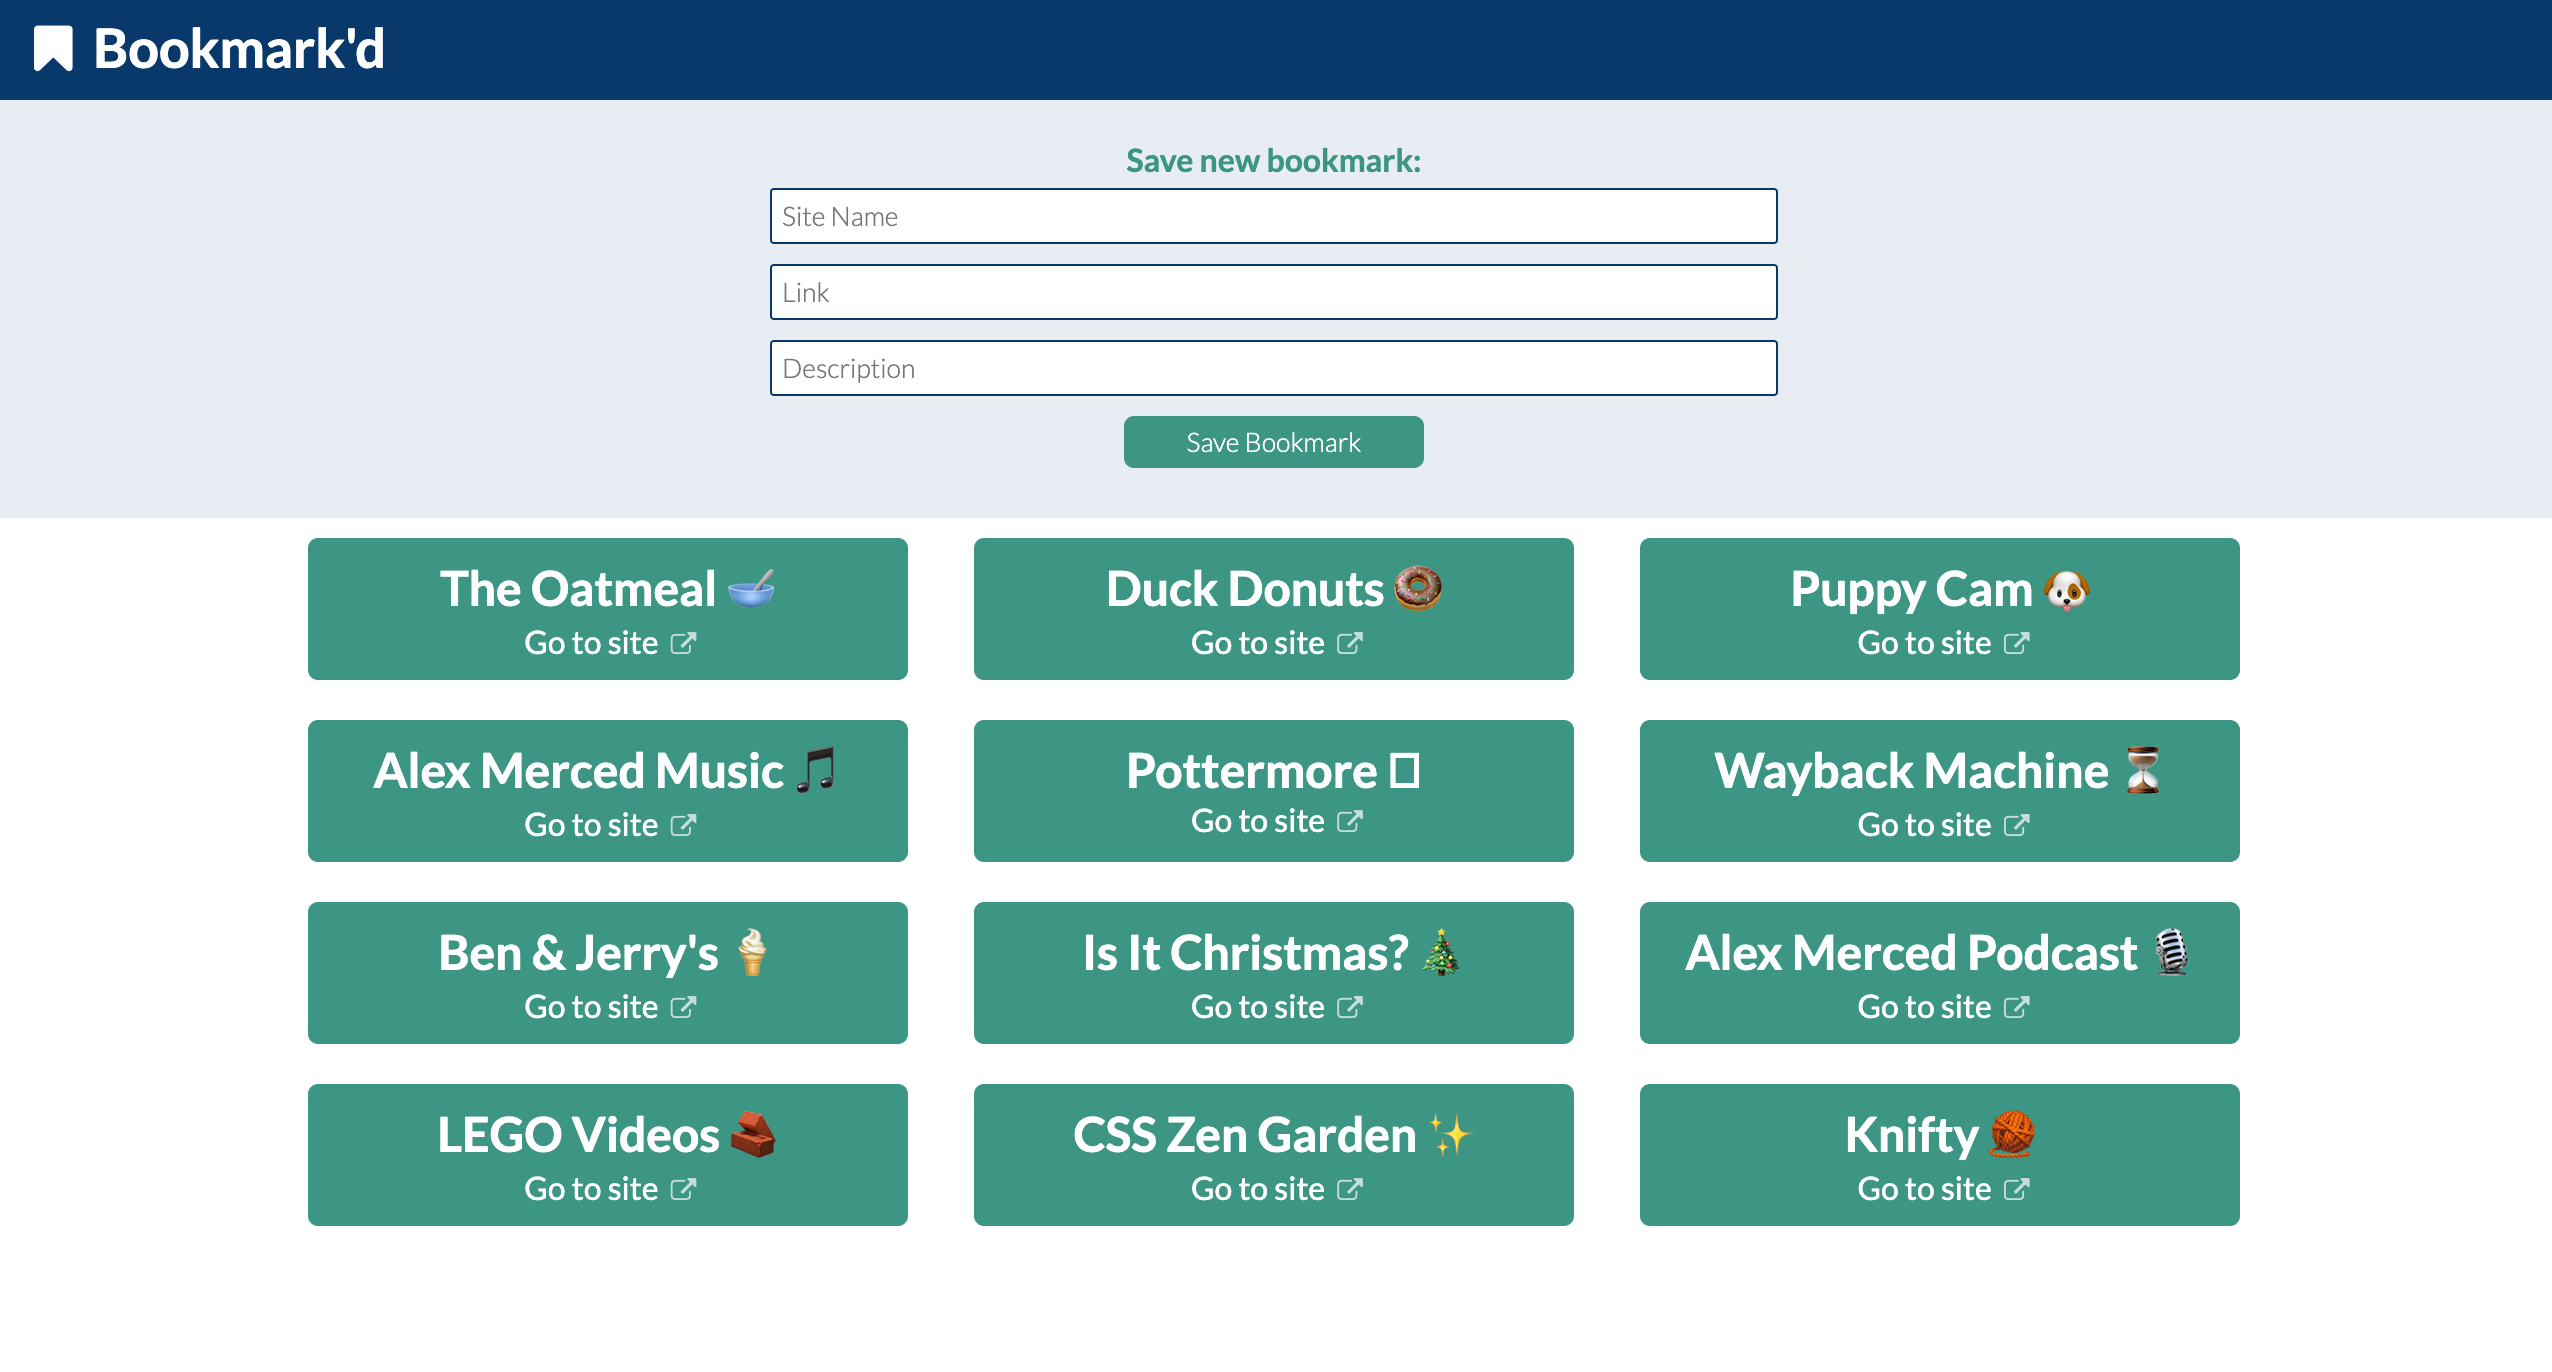 Bookmark'd
Save new bookmark:
Site Name
Link
Description
Save Bookmark
The Oatmeal 🥣
Go to site
Duck Donuts 🍩
Go to site
Puppy Cam 🐶
Go to site
Alex Merced Music 🎵
Go to site
Pottermore
Go to site
Wayback Machine ⌛
Go to site
Ben & Jerry's 🍦
Go to site
Is It Christmas? 🎄
Go to site
Alex Merced Podcast 🎙
Go to site
LEGO Videos 🧱
Go to site
CSS Zen Garden ✨
Go to site
Knifty 🧶
Go to site